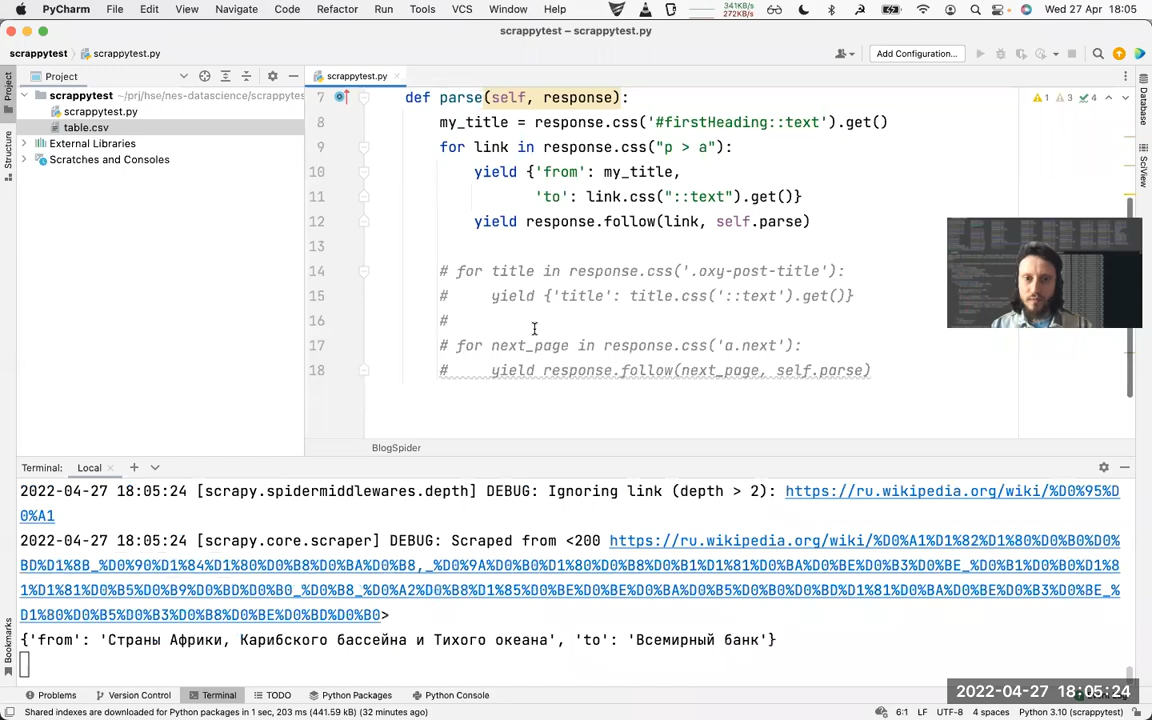 PyCharm File Edit View Navigate Code Refactor Run Tools VCS Window Help 341KB/s 272KB/s Wed 27 Apr 18:05
scrappytest – scrappytest.py
scrappytest scrappytest.py Add Configuration...
Project scrappytest.py
scrappytest ~/prj/hse/nes-datascience/scrappytes
scrappytest.py
table.csv
External Libraries
Scratches and Consoles
Project
Structure
Bookmarks
Database
SciView
1 3 4
7 def parse(self, response):
8 my_title = response.css('#firstHeading::text').get()
9 for link in response.css("p > a"):
10 yield {'from': my_title,
11 'to': link.css("::text").get()}
12 yield response.follow(link, self.parse)
13
14 # for title in response.css('.oxy-post-title'):
15 # yield {'title': title.css('::text').get()}
16 #
17 # for next_page in response.css('a.next'):
18 # yield response.follow(next_page, self.parse)
BlogSpider
Terminal: Local
2022-04-27 18:05:24 [scrapy.spidermiddlewares.depth] DEBUG: Ignoring link (depth > 2): https://ru.wikipedia.org/wiki/%D0%95%D
0%A1
2022-04-27 18:05:24 [scrapy.core.scraper] DEBUG: Scraped from <200 https://ru.wikipedia.org/wiki/%D0%A1%D1%82%D1%80%D0%B0%D0%
BD%D1%8B_%D0%90%D1%84%D1%80%D0%B8%D0%BA%D0%B8,_%D0%9A%D0%B0%D1%80%D0%B8%D0%B1%D1%81%D0%BA%D0%BE%D0%B3%D0%BE_%D0%B1%D0%B0%D1%8
1%D1%81%D0%B5%D0%B9%D0%BD%D0%B0_%D0%B8_%D0%A2%D0%B8%D1%85%D0%BE%D0%BE%D0%BA%D0%B5%D0%B0%D0%BD%D1%81%D0%BA%D0%BE%D0%B3%D0%BE_%
D1%80%D0%B5%D0%B3%D0%B8%D0%BE%D0%BD%D0%B0>
{'from': 'Страны Африки, Карибского бассейна и Тихого океана', 'to': 'Всемирный банк'}
Problems Version Control Terminal TODO Python Packages Python Console
2022-04-27 18:05:24
Shared indexes are downloaded for Python packages in 1 sec, 203 ms (441.59 kB) (32 minutes ago) 6:1 LF UTF-8 4 spaces Python 3.10 (scrappytest)